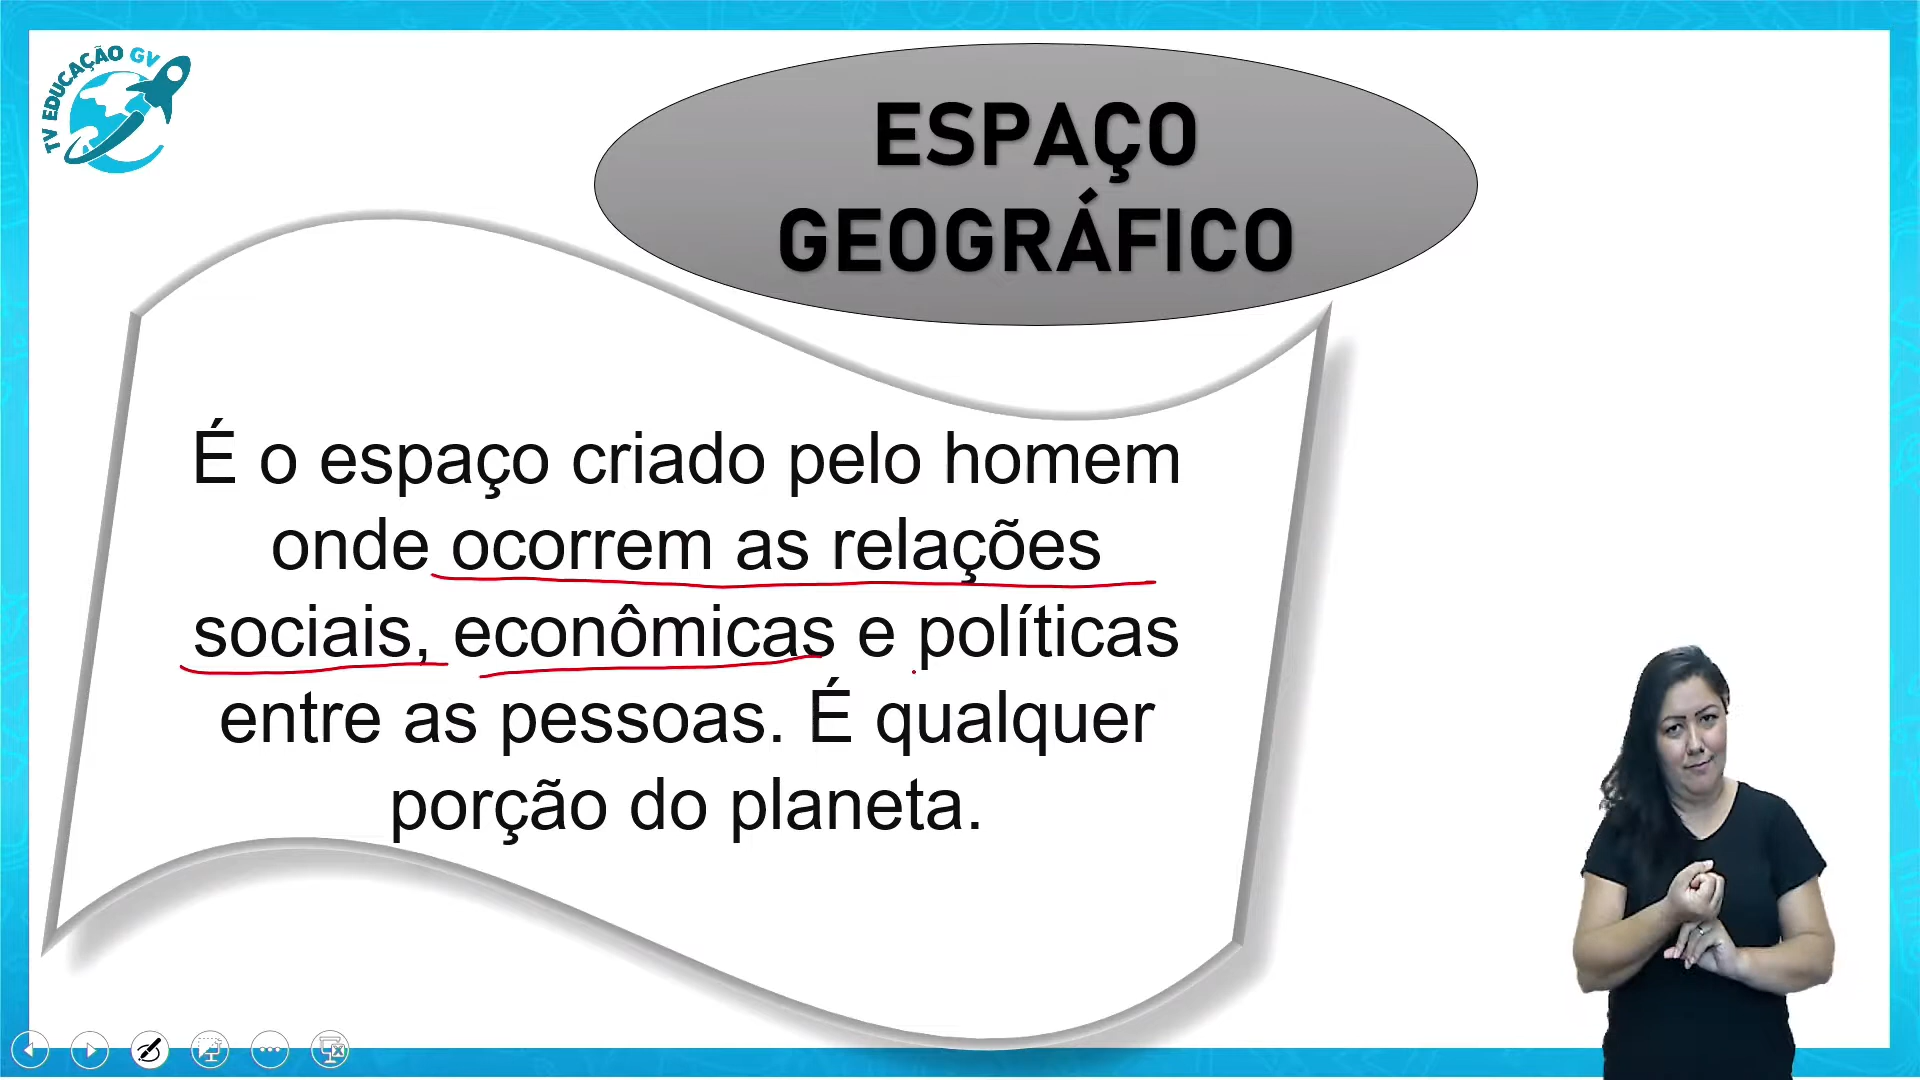 TV EDUCAÇÃO GV
ESPAÇO
GEOGRÁFICO
É o espaço criado pelo homem
onde ocorrem as relações
sociais, econômicas e políticas
entre as pessoas. É qualquer
porção do planeta.